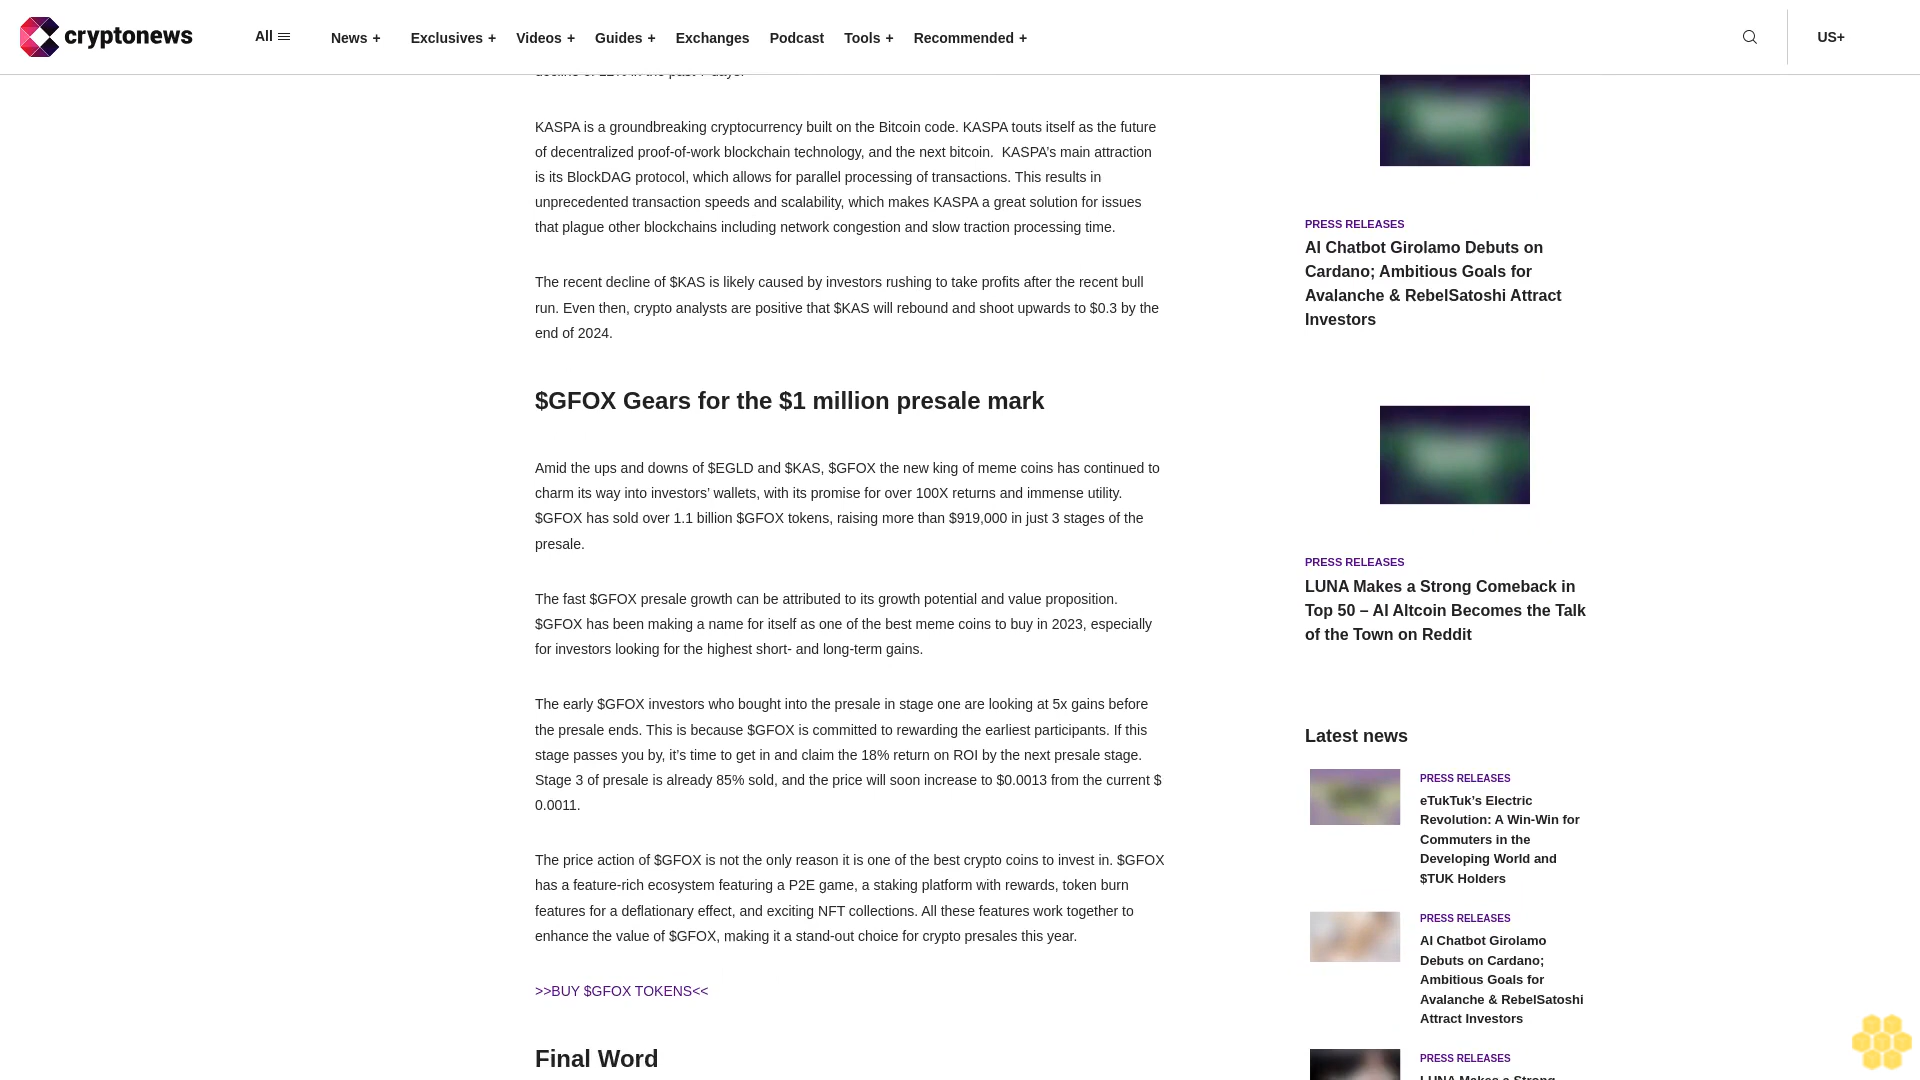 cryptonews
All
News +
Exclusives +
Videos +
Guides +
Exchanges
Podcast
Tools +
Recommended +
US+
KASPA is a groundbreaking cryptocurrency built on the Bitcoin code. KASPA touts itself as the future
of decentralized proof-of-work blockchain technology, and the next bitcoin.  KASPA’s main attraction
is its BlockDAG protocol, which allows for parallel processing of transactions. This results in
unprecedented transaction speeds and scalability, which makes KASPA a great solution for issues
that plague other blockchains including network congestion and slow traction processing time.
The recent decline of $KAS is likely caused by investors rushing to take profits after the recent bull
run. Even then, crypto analysts are positive that $KAS will rebound and shoot upwards to $0.3 by the
end of 2024.
$GFOX Gears for the $1 million presale mark
Amid the ups and downs of $EGLD and $KAS, $GFOX the new king of meme coins has continued to
charm its way into investors’ wallets, with its promise for over 100X returns and immense utility.
$GFOX has sold over 1.1 billion $GFOX tokens, raising more than $919,000 in just 3 stages of the
presale.
The fast $GFOX presale growth can be attributed to its growth potential and value proposition.
$GFOX has been making a name for itself as one of the best meme coins to buy in 2023, especially
for investors looking for the highest short- and long-term gains.
The early $GFOX investors who bought into the presale in stage one are looking at 5x gains before
the presale ends. This is because $GFOX is committed to rewarding the earliest participants. If this
stage passes you by, it’s time to get in and claim the 18% return on ROI by the next presale stage.
Stage 3 of presale is already 85% sold, and the price will soon increase to $0.0013 from the current $
0.0011.
The price action of $GFOX is not the only reason it is one of the best crypto coins to invest in. $GFOX
has a feature-rich ecosystem featuring a P2E game, a staking platform with rewards, token burn
features for a deflationary effect, and exciting NFT collections. All these features work together to
enhance the value of $GFOX, making it a stand-out choice for crypto presales this year.
>>BUY $GFOX TOKENS<<
Final Word
PRESS RELEASES
AI Chatbot Girolamo Debuts on
Cardano; Ambitious Goals for
Avalanche & RebelSatoshi Attract
Investors
PRESS RELEASES
LUNA Makes a Strong Comeback in
Top 50 – AI Altcoin Becomes the Talk
of the Town on Reddit
Latest news
PRESS RELEASES
eTukTuk’s Electric
Revolution: A Win-Win for
Commuters in the
Developing World and
$TUK Holders
PRESS RELEASES
AI Chatbot Girolamo
Debuts on Cardano;
Ambitious Goals for
Avalanche & RebelSatoshi
Attract Investors
PRESS RELEASES
LUNA Makes a Strong